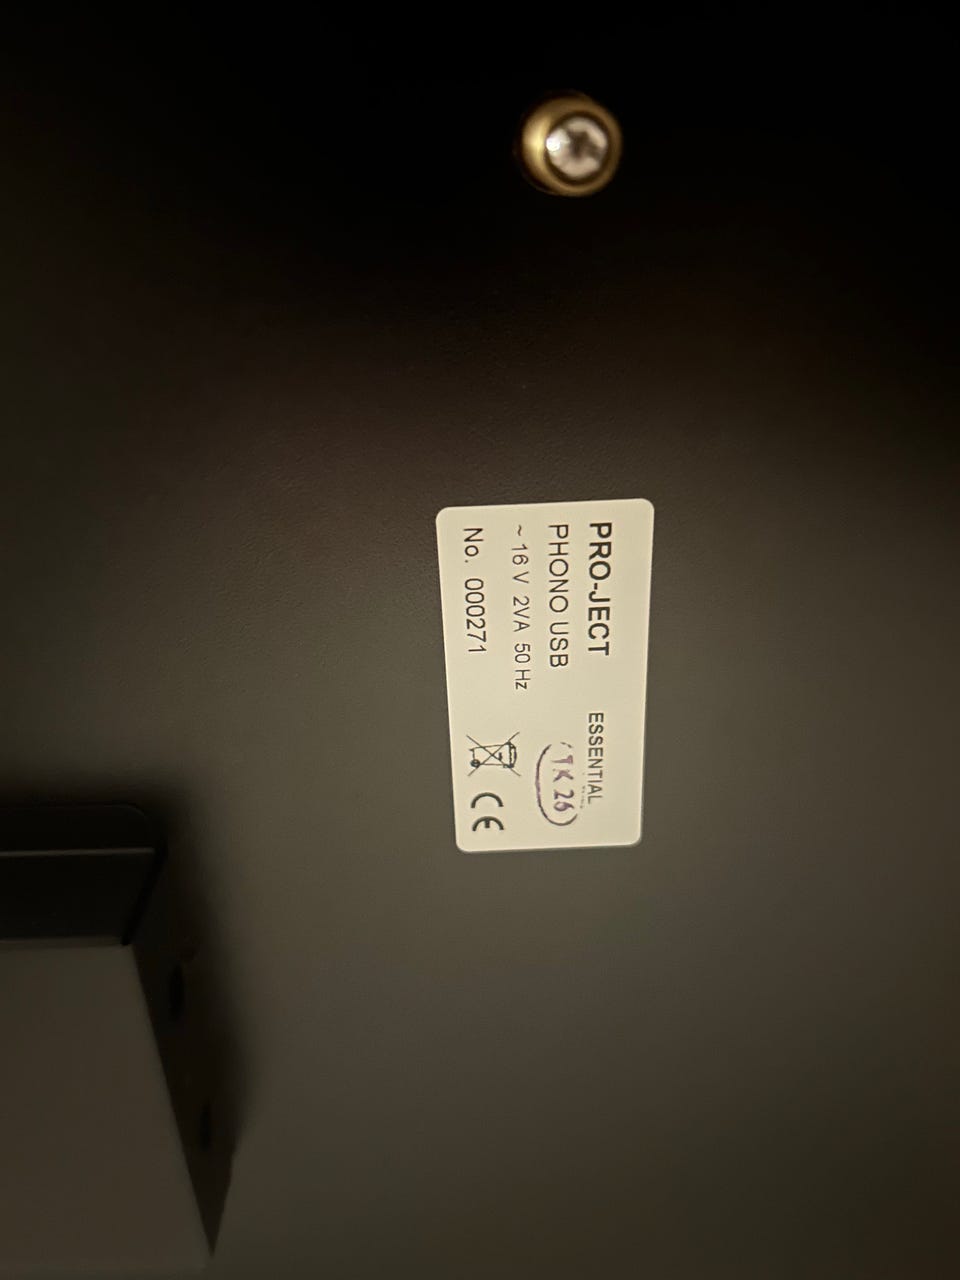 PRO-JECT ESSENTIAL
PHONO USB
TK 26
~ 16 V 2VA 50 Hz
No. 000271
CE